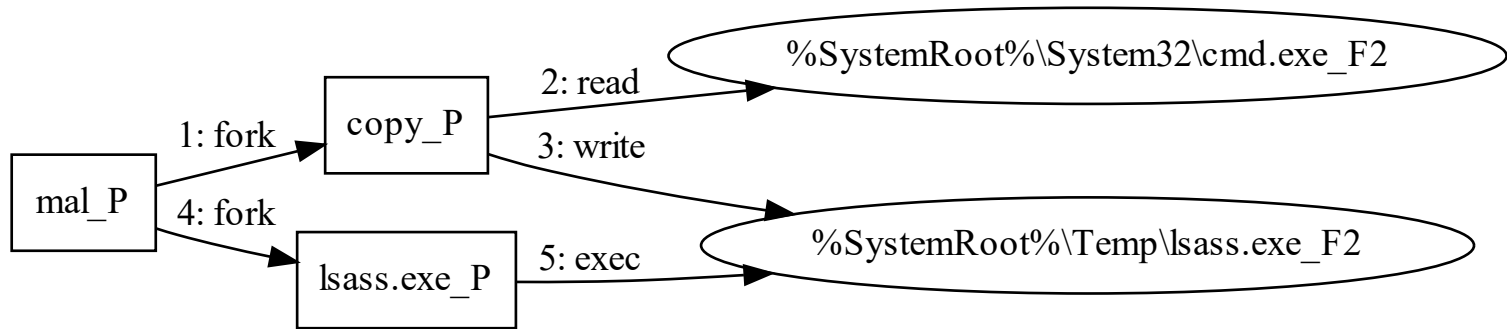 %SystemRoot%\System32\cmd.exe_F2
2: read
copy_P
1: fork
3: write
mal_P
4: fork
%SystemRoot%\Temp\lsass.exe_F2
5: exec
lsass.exe_P